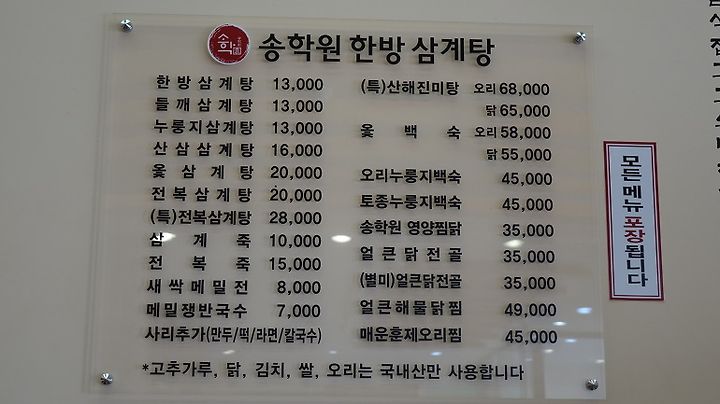 송학원 한방 삼계탕
한방삼계탕 13,000
들깨삼계탕 13,000
누룽지삼계탕 13,000
산삼삼계탕 16,000
옻삼계탕 20,000
전복삼계탕 20,000
(특)전복삼계탕 28,000
삼계죽 10,000
전복죽 15,000
새싹메밀전 8,000
메밀쟁반국수 7,000
사리추가(만두/떡/라면/칼국수)
(특)산해진미탕 오리 68,000
닭 65,000
옻백숙 오리 58,000
닭 55,000
오리누룽지백숙 45,000
토종누룽지백숙 45,000
송학원 영양찜닭 35,000
얼큰닭전골 35,000
(별미)얼큰닭전골 35,000
얼큰해물닭찜 49,000
매운훈제오리찜 45,000
*고추가루, 닭, 김치, 쌀, 오리는 국내산만 사용합니다
모든메뉴 포장됩니다